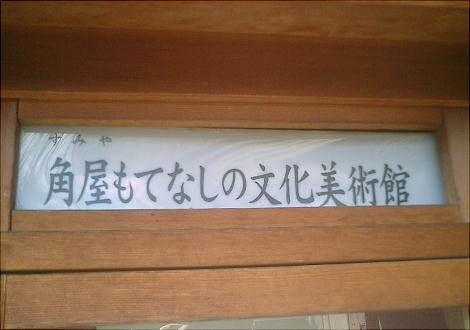 すみや
角屋もてなしの文化美術館